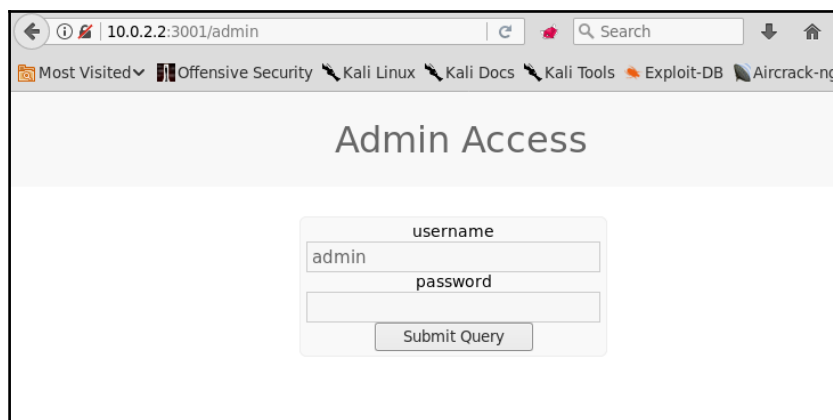 10.0.2.2:3001/admin Search
Most Visited Offensive Security Kali Linux Kali Docs Kali Tools Exploit-DB Aircrack-ng
Admin Access
username
admin
password
Submit Query